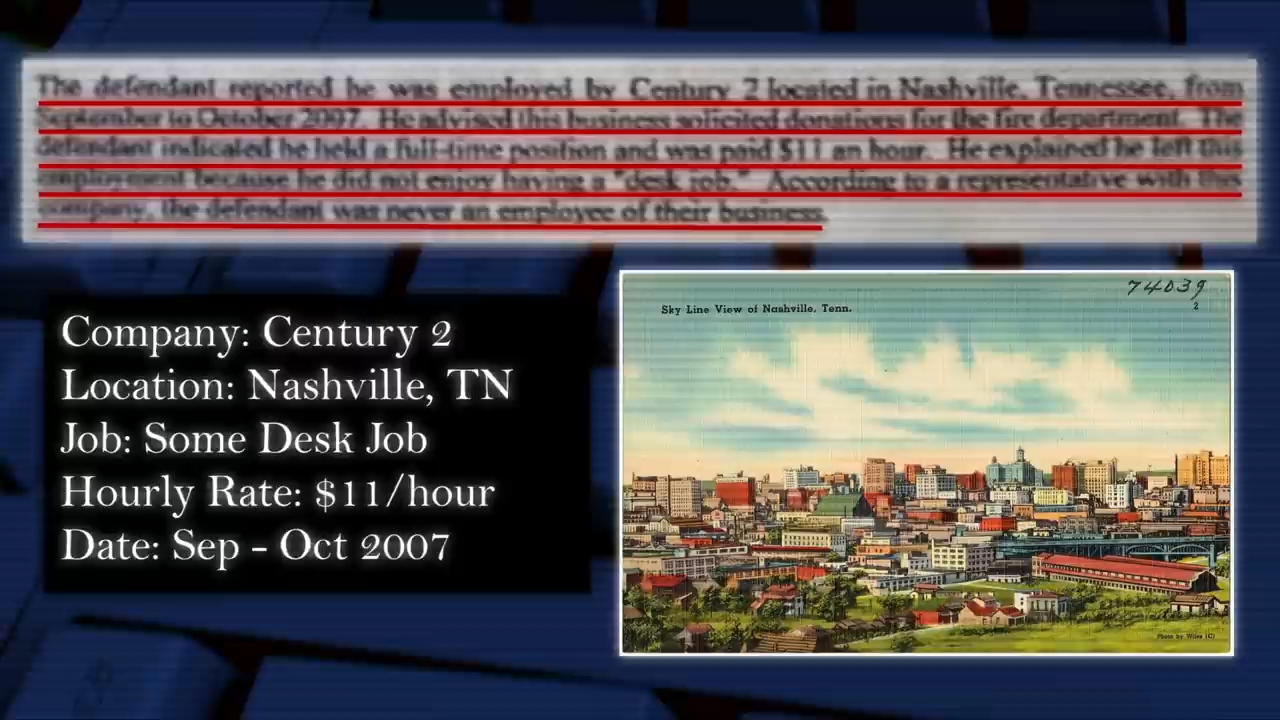 The defendant reported he was employed by Century 2 located in Nashville, Tennessee, from
September to October 2007. He advised this business solicited donations for the fire department. The
defendant indicated he held a full-time position and was paid $11 an hour. He explained he left this
employment because he did not enjoy having a "desk job." According to a representative with the
company, the defendant was never an employee of their business.
74039
2
Sky Line View of Nashville, Tenn.
Company: Century 2
Location: Nashville, TN
Job: Some Desk Job
Hourly Rate: $11/hour
Date: Sep - Oct 2007
Photo by Wiles (C)